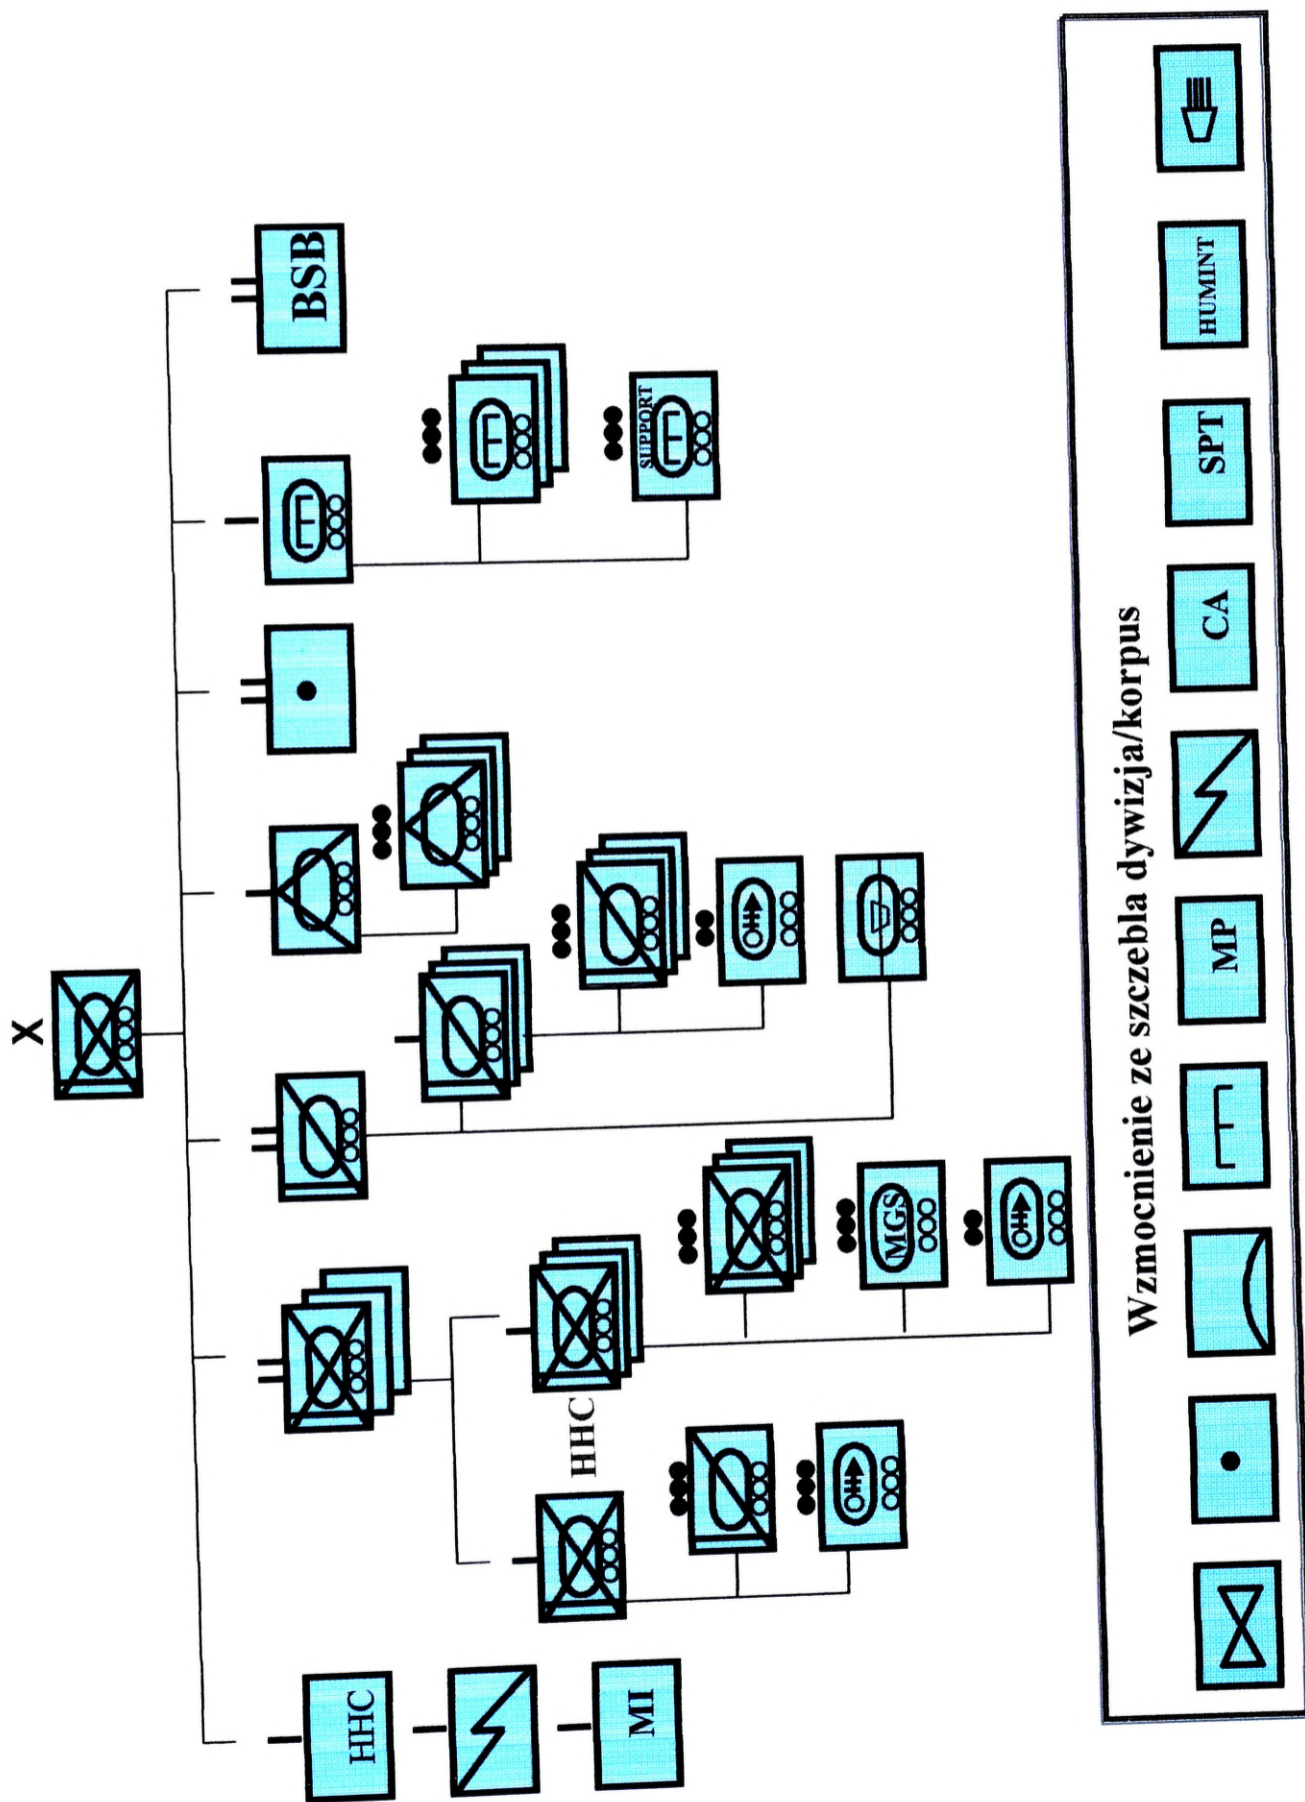 X
HHC
MI
HHC
MGS
SUPPORT
BSB
Wzmocnienie ze szczebla dywizja/korpus
MP
CA
SPT
HUMINT